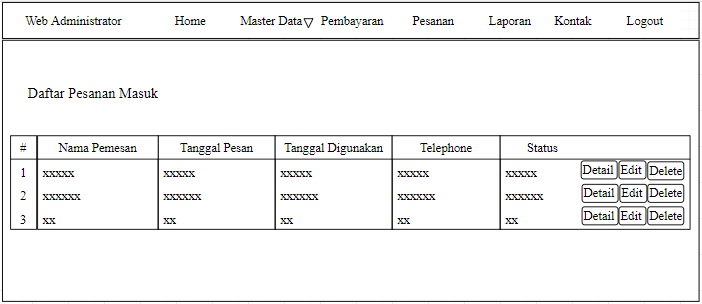 Web Administrator Home Master Data Pembayaran Pesanan Laporan Kontak Logout
Daftar Pesanan Masuk
# Nama Pemesan Tanggal Pesan Tanggal Digunakan Telephone Status
1 xxxxx xxxxx xxxxx xxxxx xxxxx Detail Edit Delete
2 xxxxxx xxxxxx xxxxxx xxxxxx xxxxxx Detail Edit Delete
3 xx xx xx xx xx Detail Edit Delete